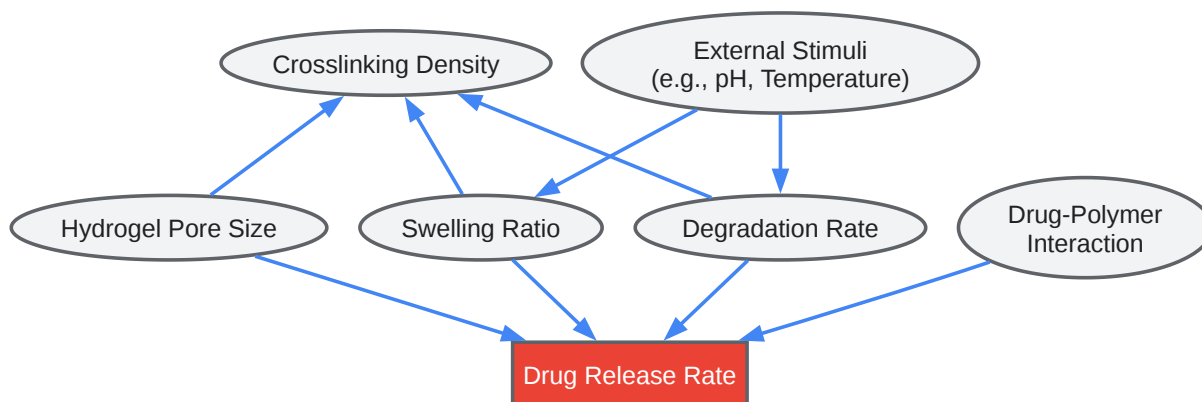 Crosslinking Density
External Stimuli
(e.g., pH, Temperature)
Hydrogel Pore Size
Swelling Ratio
Degradation Rate
Drug-Polymer
Interaction
Drug Release Rate